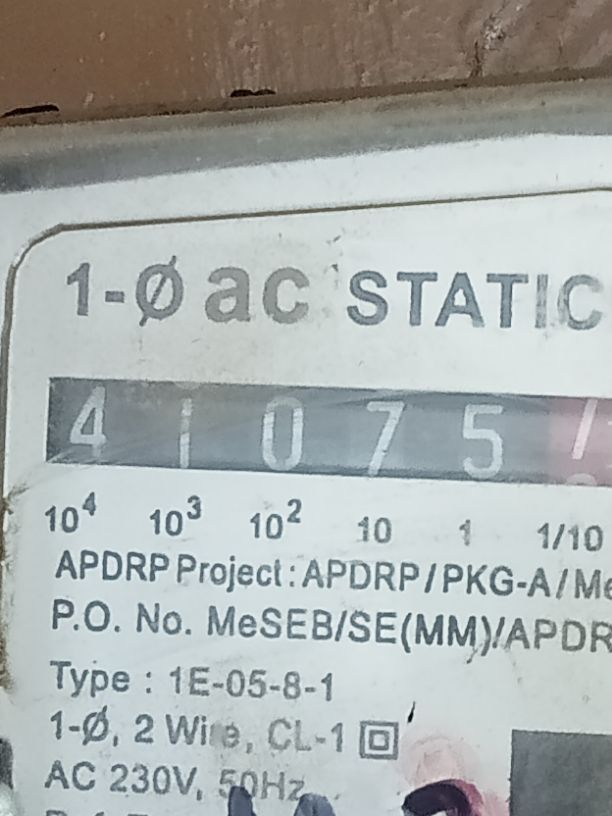 1-Ø ac STATIC
4 1 0 7 5
10⁴ 10³ 10² 10 1 1/10
APDRP Project : APDRP/PKG-A/Me
P.O. No. MeSEB/SE(MM)/APDR
Type : 1E-05-8-1
1-Ø, 2 Wire, CL-1
AC 230V, 50Hz